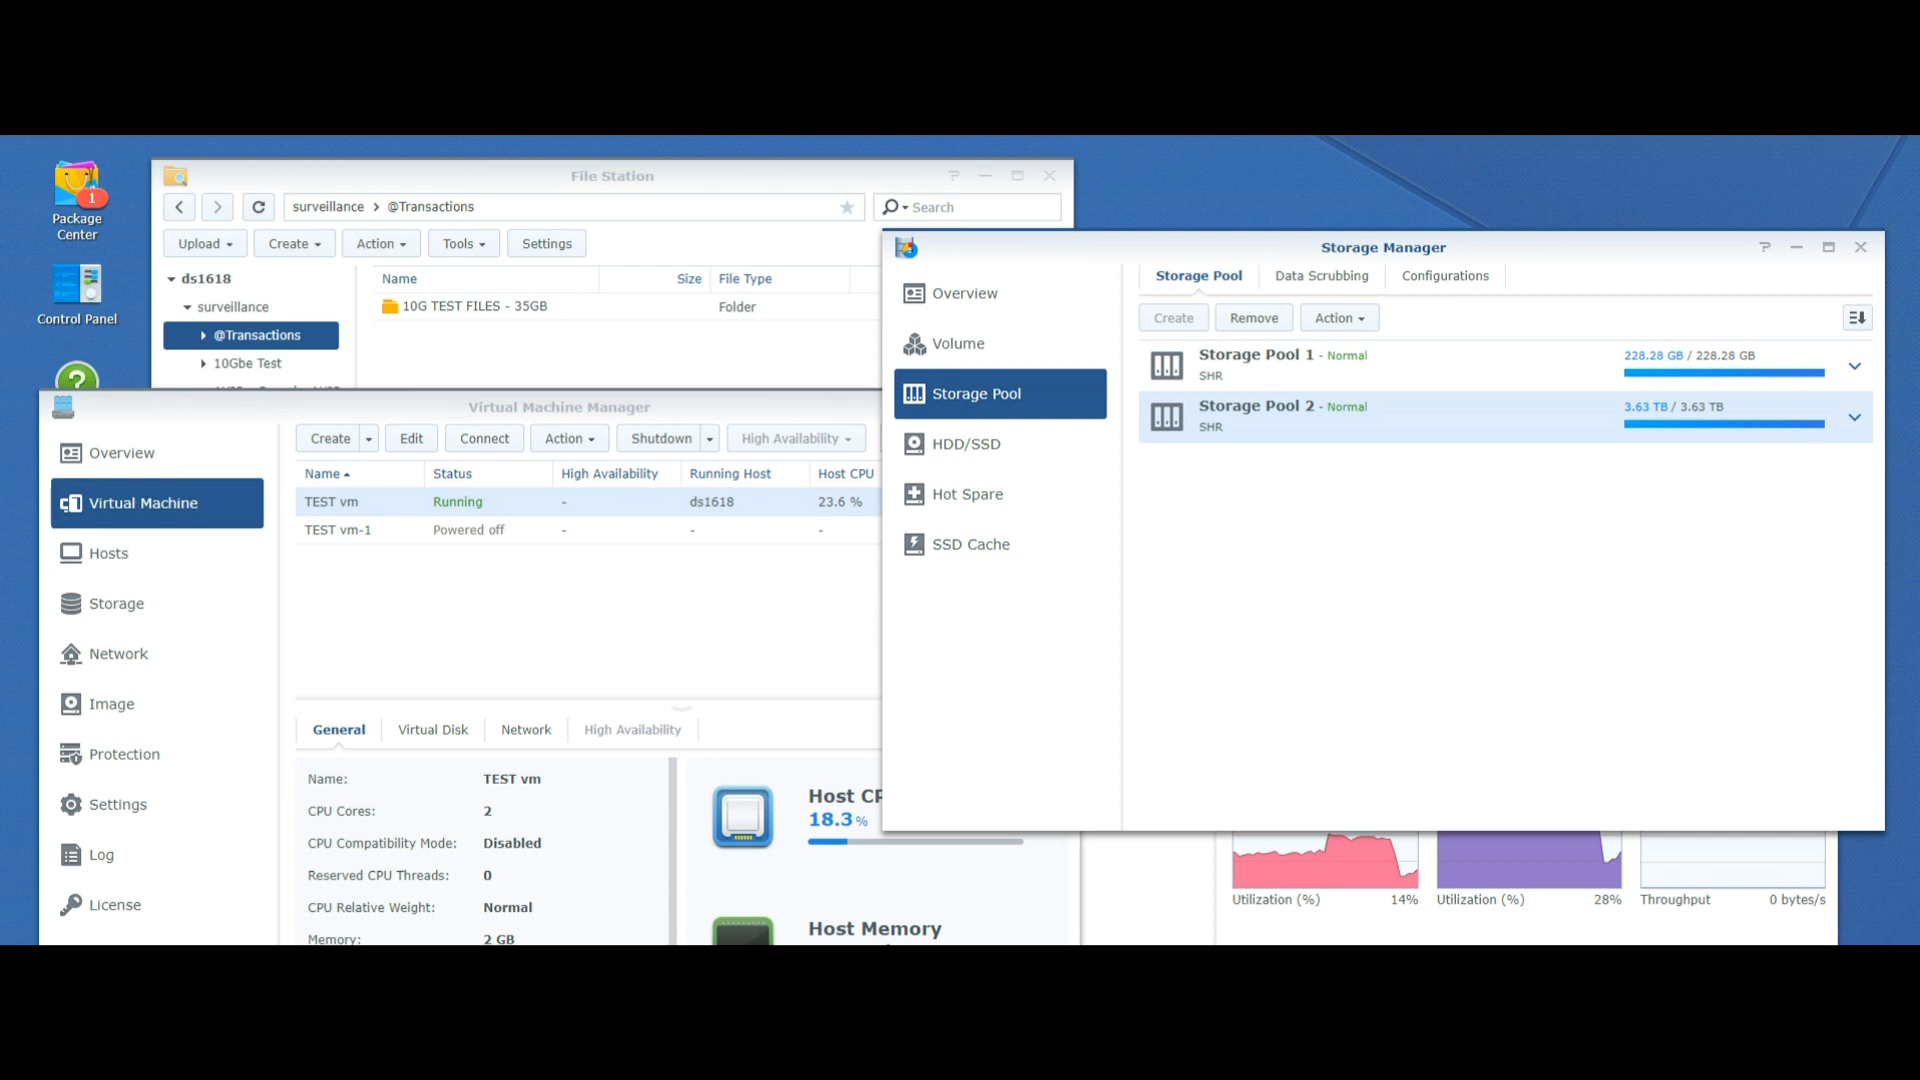 1
Package
Center
Control Panel
?
File Station
surveillance > @Transactions
Search
Upload
Create
Action
Tools
Settings
ds1618
surveillance
@Transactions
10Gbe Test
Name
Size
File Type
10G TEST FILES - 35GB
Folder
Virtual Machine Manager
Overview
Virtual Machine
Hosts
Storage
Network
Image
Protection
Settings
Log
License
Create
Edit
Connect
Action
Shutdown
High Availability
Name
Status
High Availability
Running Host
Host CPU
TEST vm
Running
-
ds1618
23.6 %
TEST vm-1
Powered off
-
-
-
General
Virtual Disk
Network
High Availability
Name:
TEST vm
CPU Cores:
2
CPU Compatibility Mode:
Disabled
Reserved CPU Threads:
0
CPU Relative Weight:
Normal
Memory:
2 GB
Host CP
18.3 %
Host Memory
Storage Manager
?
Overview
Volume
Storage Pool
HDD/SSD
Hot Spare
SSD Cache
Storage Pool
Data Scrubbing
Configurations
Create
Remove
Action
Storage Pool 1 - Normal
SHR
228.28 GB / 228.28 GB
Storage Pool 2 - Normal
SHR
3.63 TB / 3.63 TB
Utilization (%)
14%
Utilization (%)
28%
Throughput
0 bytes/s